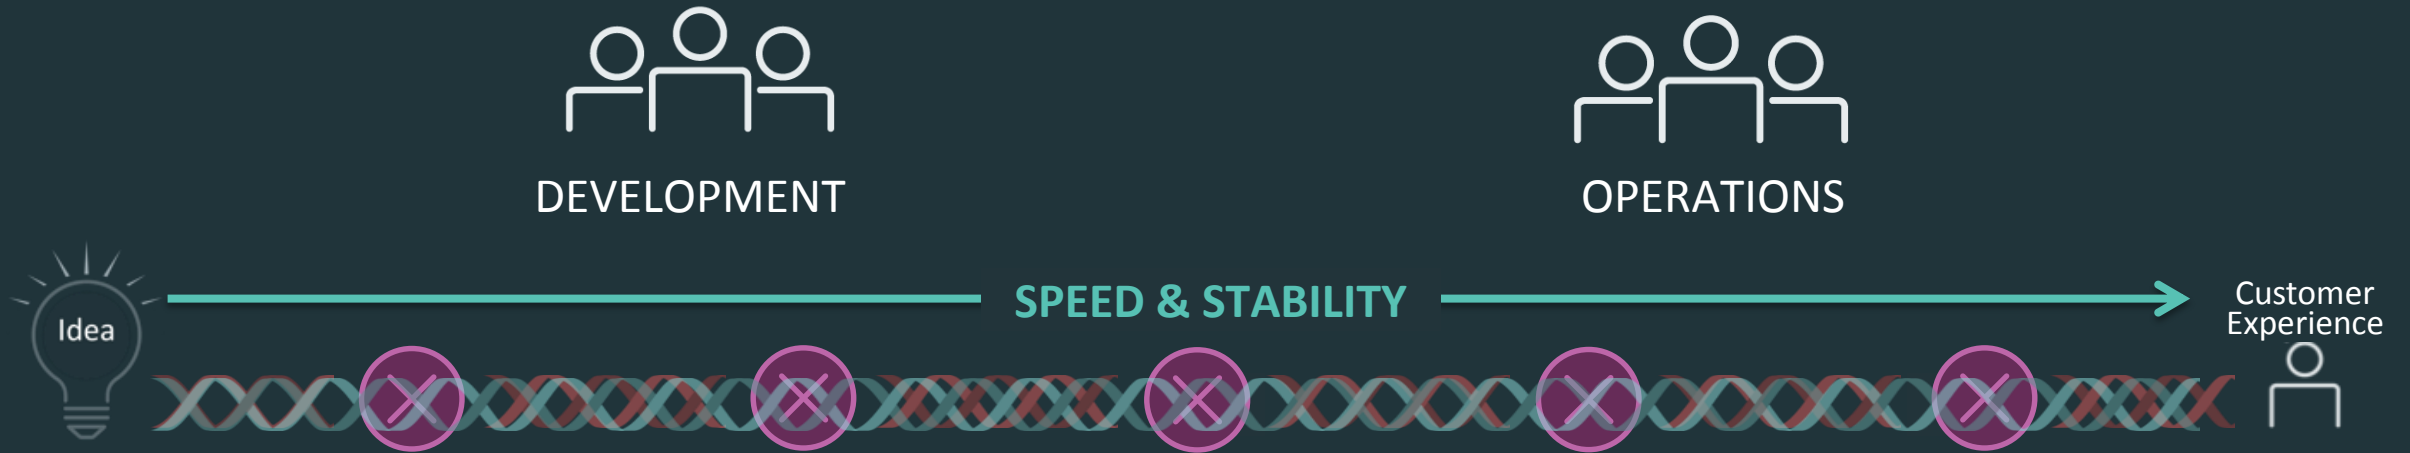 DEVELOPMENT
OPERATIONS
Idea
SPEED & STABILITY
Customer
Experience